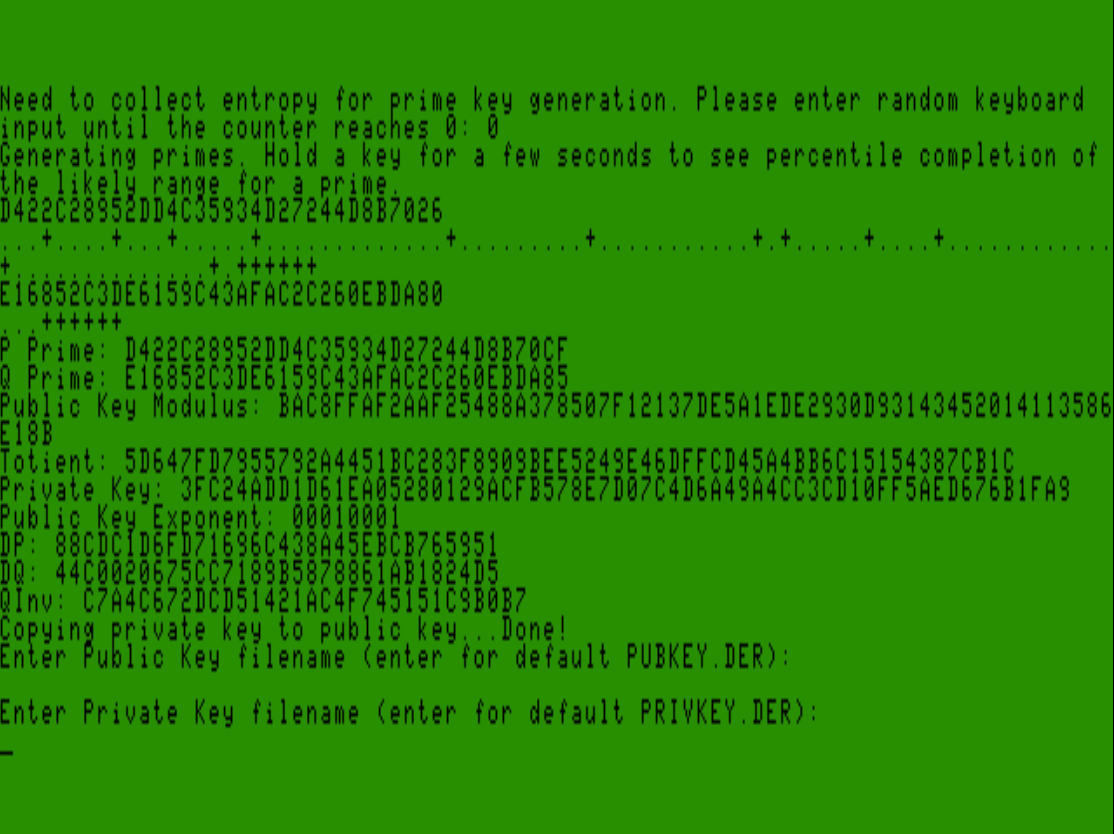 Need to collect entropy for prime key generation. Please enter random keyboard
input until the counter reaches 0: 0
Generating primes. Hold a key for a few seconds to see percentile completion of
the likely range for a prime.
D422C28952DD4C35934D27244D8B7026
...+....+...+.....+.............+.........+...........+.+.....+....+............
+..............+.++++++
E16852C3DE6159C43AFAC2C260EBDA80
...++++++
P Prime: D422C28952DD4C35934D27244D8B70CF
Q Prime: E16852C3DE6159C43AFAC2C260EBDA85
Public Key Modulus: BAC8FFAF2AAF25488A378507F12137DE5A1EDE2930D93143452014113586
E18B
Totient: 5D647FD7955792A4451BC283F8909BEE5249E46DFFCD45A4BB6C15154387CB1C
Private Key: 3FC24ADD1D61EA05280129ACFB578E7D07C4D6A49A4CC3CD10FF5AED676B1FA9
Public Key Exponent: 00010001
DP: 88CDC1D6FD71696C438A45EBCB765951
DQ: 44C0020675CC7189B5878861AB1824D5
QInv: C7A4C672DCD51421AC4F745151C9B0B7
Copying private key to public key...Done!
Enter Public Key filename (enter for default PUBKEY.DER):
Enter Private Key filename (enter for default PRIVKEY.DER):
_